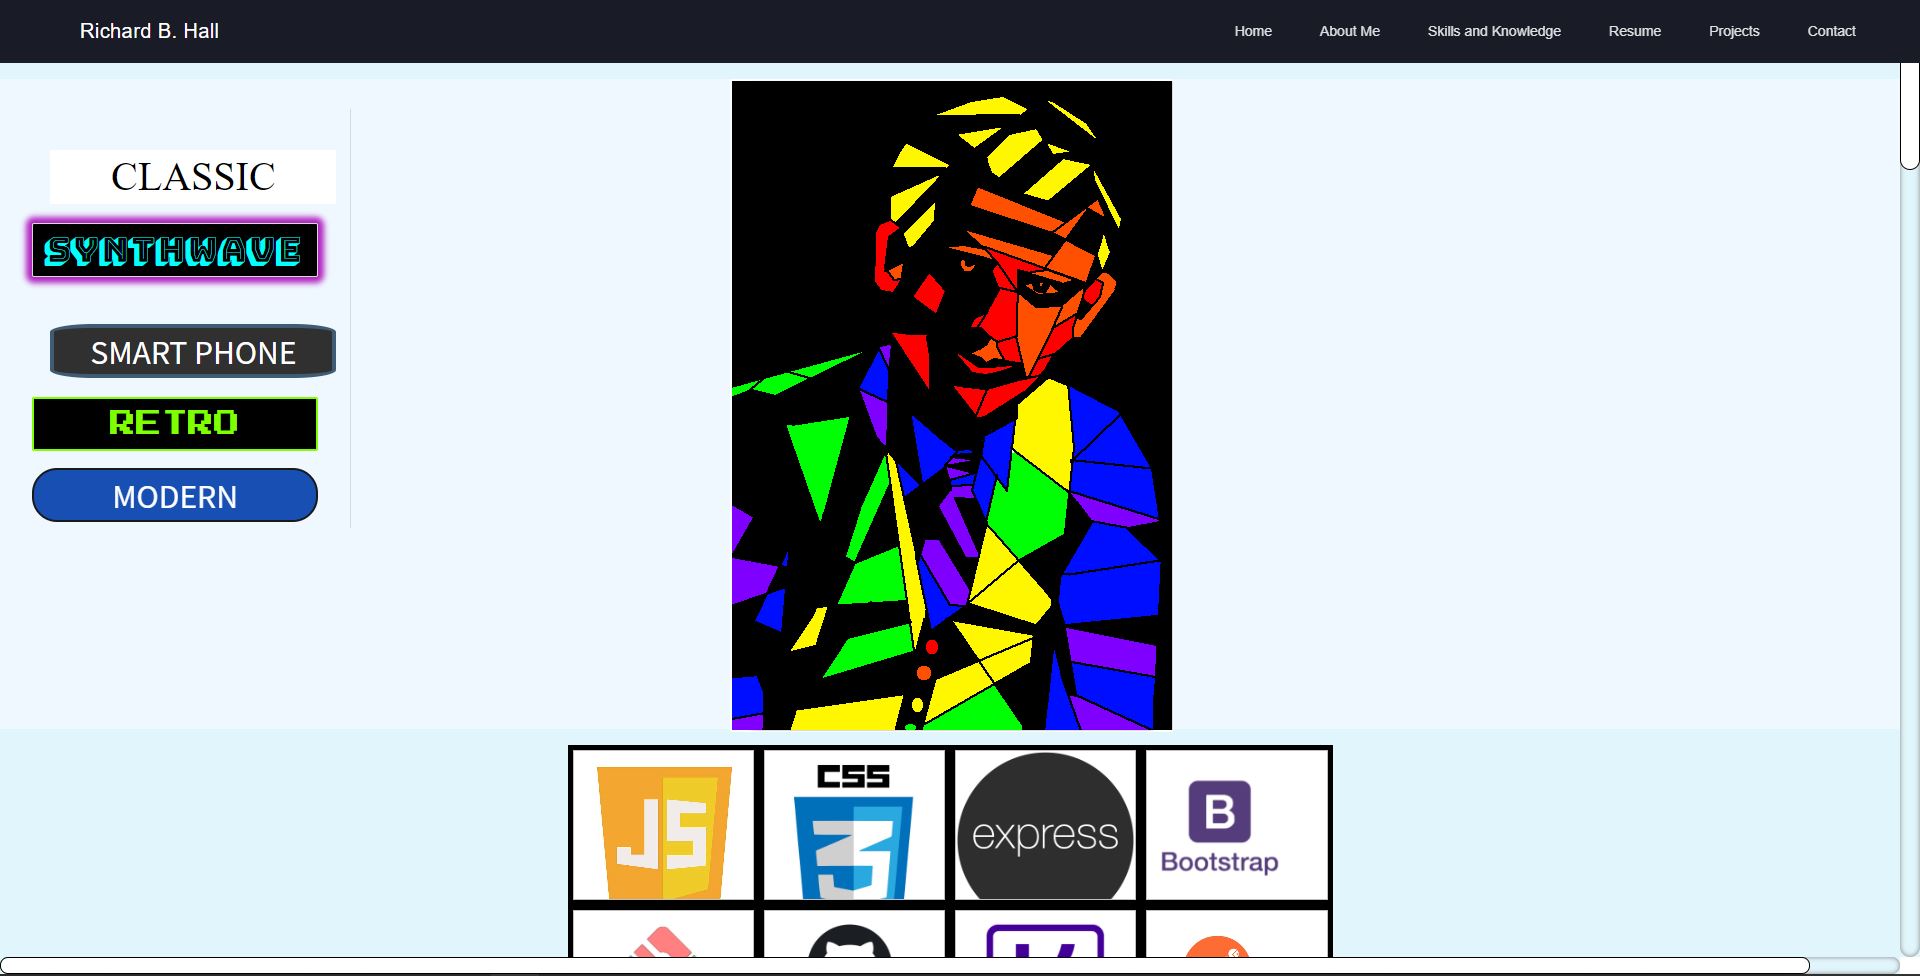 Richard B. Hall
Home
About Me
Skills and Knowledge
Resume
Projects
Contact
CLASSIC
SYNTHWAVE
SMART PHONE
RETRO
MODERN
JS
CSS
3
express
B
Bootstrap